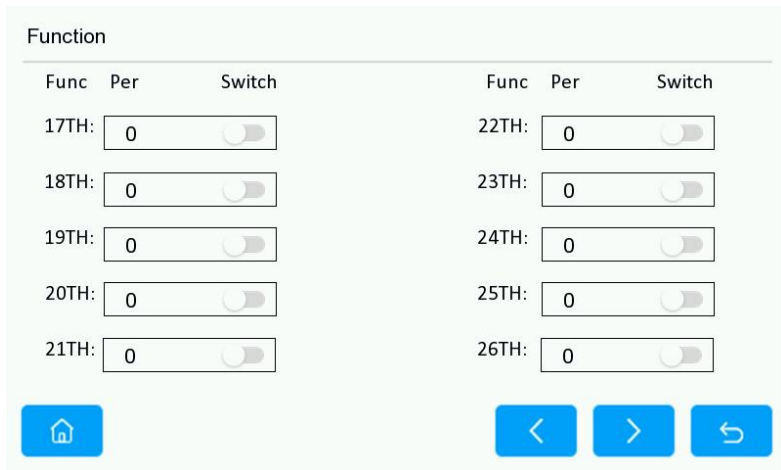 Function
Func Per Switch Func Per Switch
17TH: 0 22TH: 0
18TH: 0 23TH: 0
19TH: 0 24TH: 0
20TH: 0 25TH: 0
21TH: 0 26TH: 0